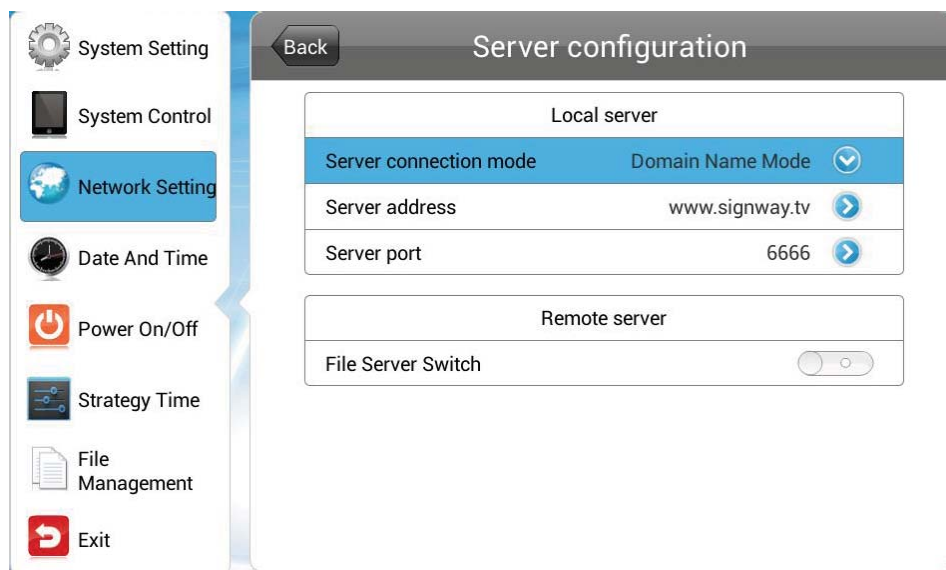 System Setting
System Control
Network Setting
Date And Time
Power On/Off
Strategy Time
File
Management
Exit
Back
Server configuration
Local server
Server connection mode Domain Name Mode
Server address www.signway.tv
Server port 6666
Remote server
File Server Switch